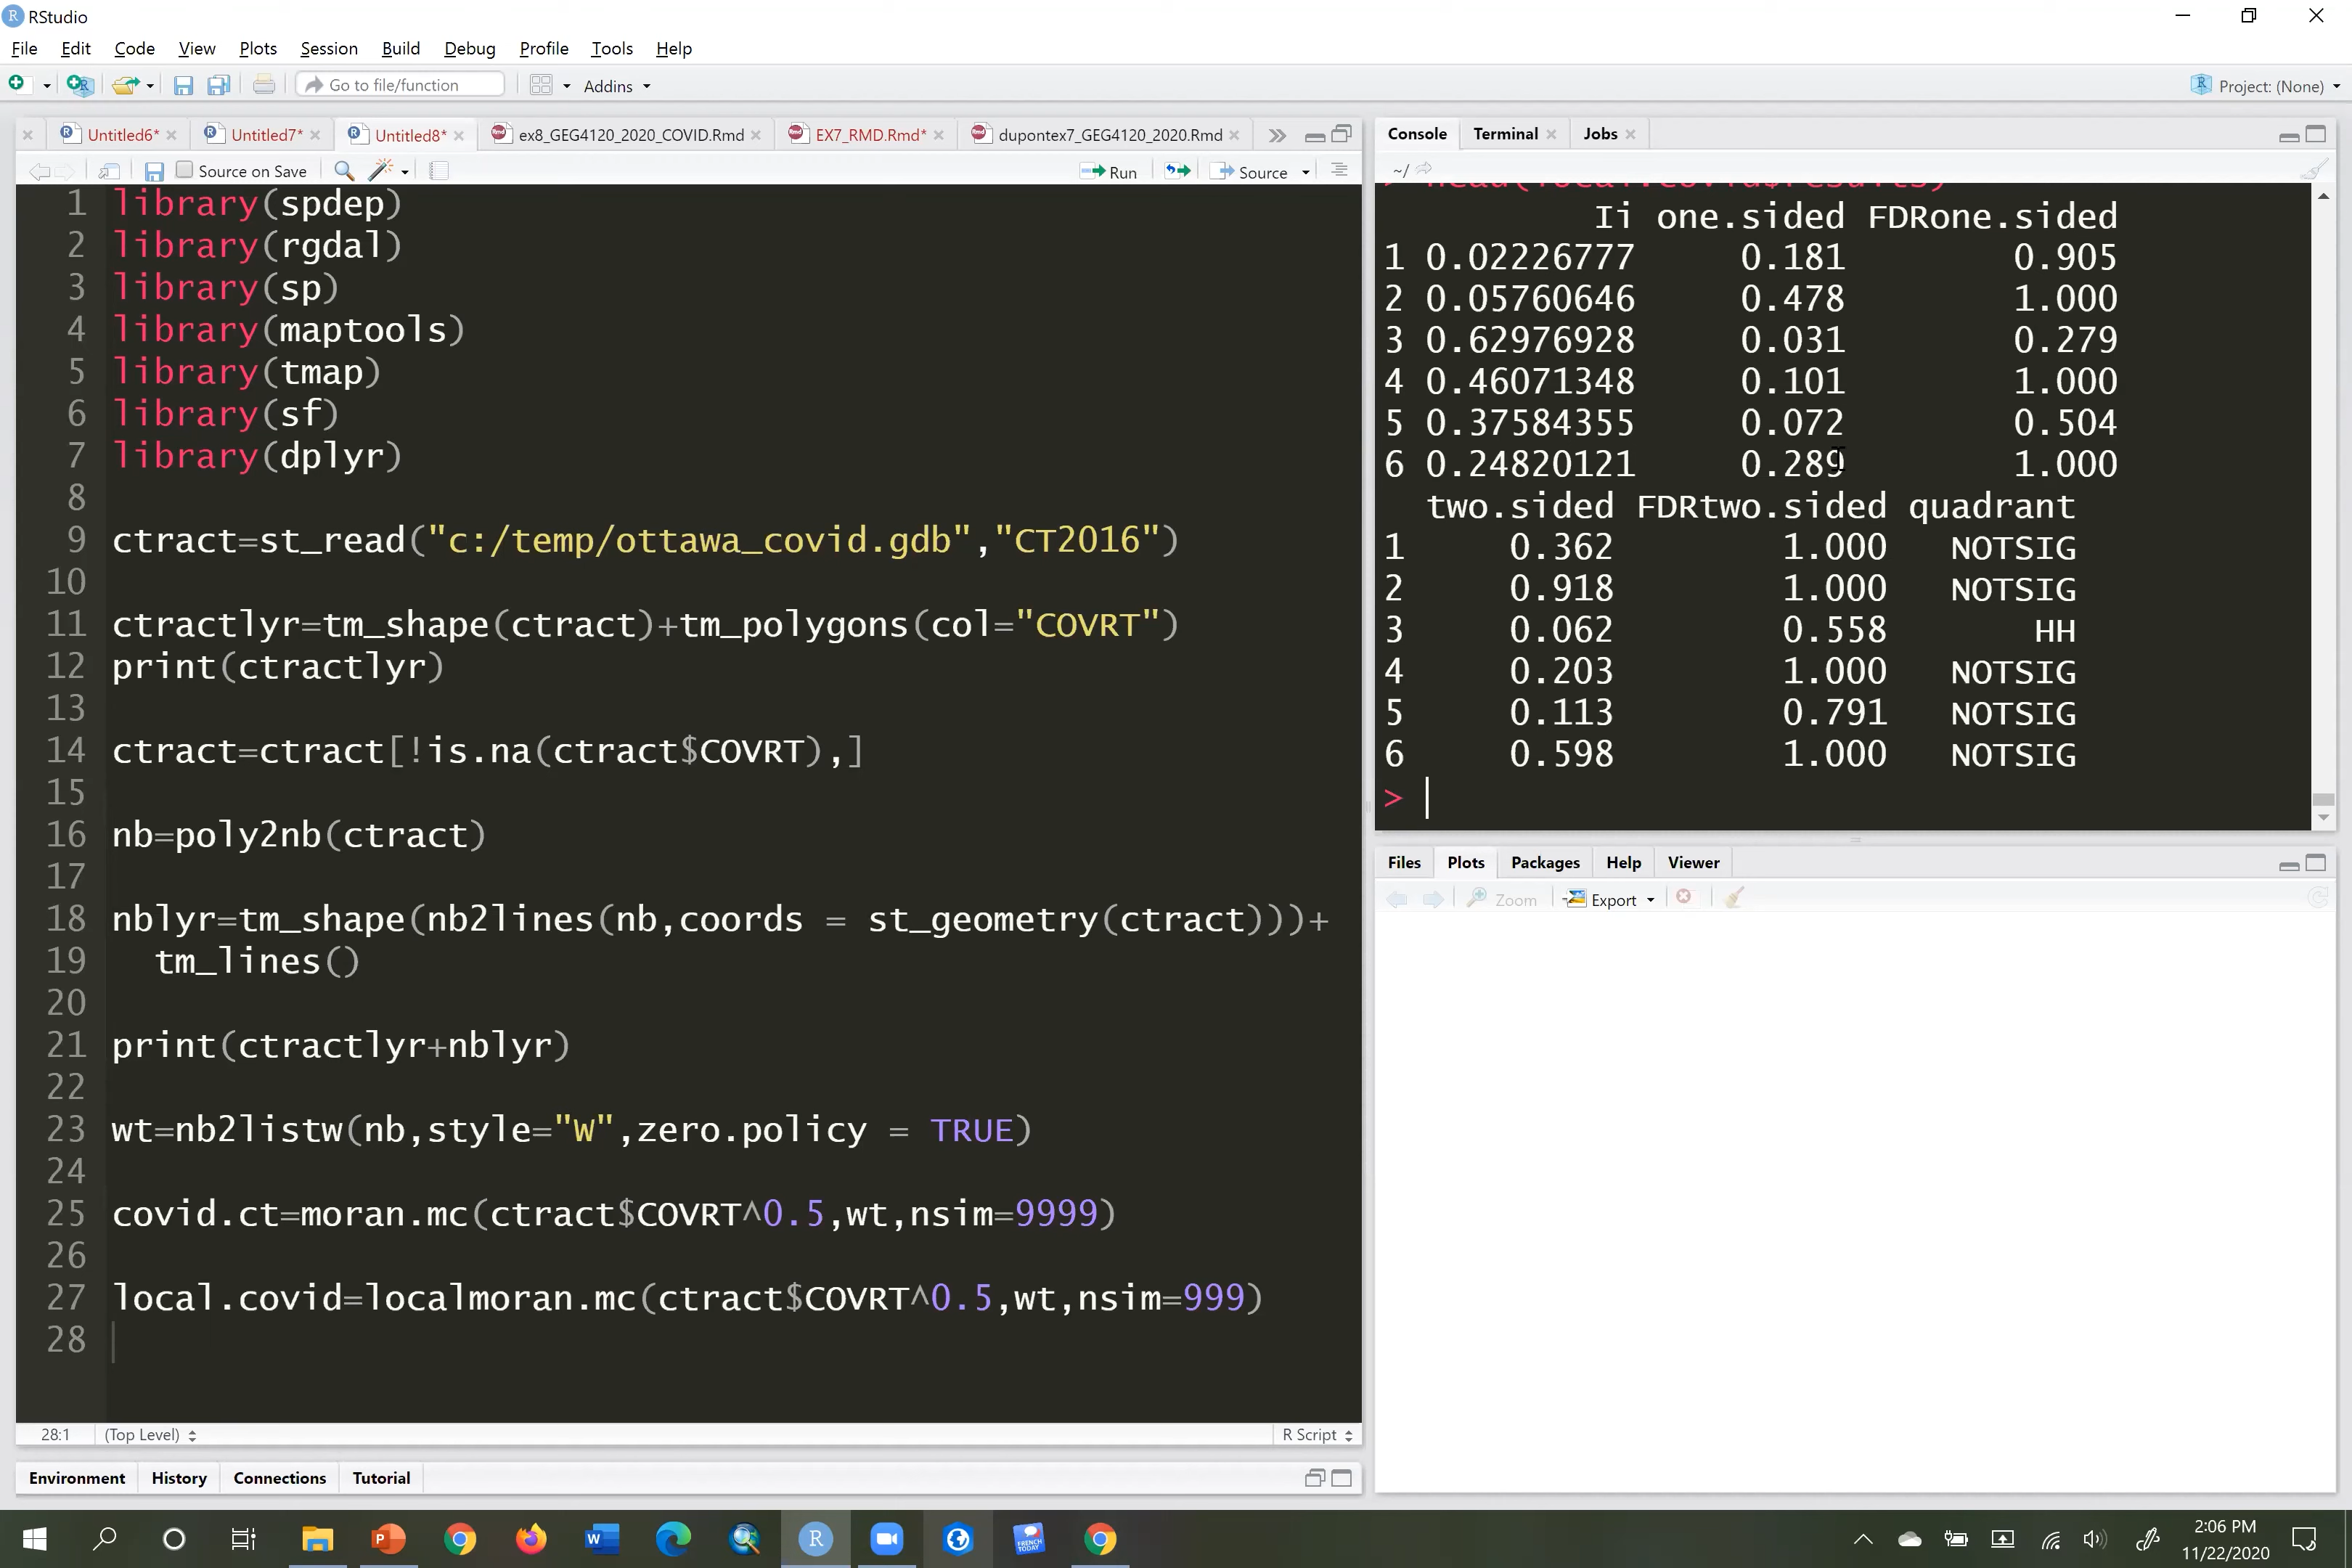 RStudio
File Edit Code View Plots Session Build Debug Profile Tools Help
Go to file/function Addins Project: (None)
Untitled6* Untitled7* Untitled8* ex8_GEG4120_2020_COVID.Rmd EX7_RMD.Rmd* dupontex7_GEG4120_2020.Rmd
Source on Save Run Source
1 library(spdep)
2 library(rgdal)
3 library(sp)
4 library(maptools)
5 library(tmap)
6 library(sf)
7 library(dplyr)
8
9 ctract=st_read("c:/temp/ottawa_covid.gdb","CT2016")
10
11 ctractlyr=tm_shape(ctract)+tm_polygons(col="COVRT")
12 print(ctractlyr)
13
14 ctract=ctract[!is.na(ctract$COVRT),]
15
16 nb=poly2nb(ctract)
17
18 nblyr=tm_shape(nb2lines(nb,coords = st_geometry(ctract)))+
19 tm_lines()
20
21 print(ctractlyr+nblyr)
22
23 wt=nb2listw(nb,style="W",zero.policy = TRUE)
24
25 covid.ct=moran.mc(ctract$COVRT^0.5,wt,nsim=9999)
26
27 local.covid=localmoran.mc(ctract$COVRT^0.5,wt,nsim=999)
28
28:1 (Top Level) R Script
Environment History Connections Tutorial
Console Terminal Jobs
~/
> head(local.covid$results)
Ii one.sided FDRone.sided
1 0.02226777 0.181 0.905
2 0.05760646 0.478 1.000
3 0.62976928 0.031 0.279
4 0.46071348 0.101 1.000
5 0.37584355 0.072 0.504
6 0.24820121 0.289 1.000
two.sided FDRtwo.sided quadrant
1 0.362 1.000 NOTSIG
2 0.918 1.000 NOTSIG
3 0.062 0.558 HH
4 0.203 1.000 NOTSIG
5 0.113 0.791 NOTSIG
6 0.598 1.000 NOTSIG
>
Files Plots Packages Help Viewer
Zoom Export
FRENCH
TODAY
2:06 PM
11/22/2020